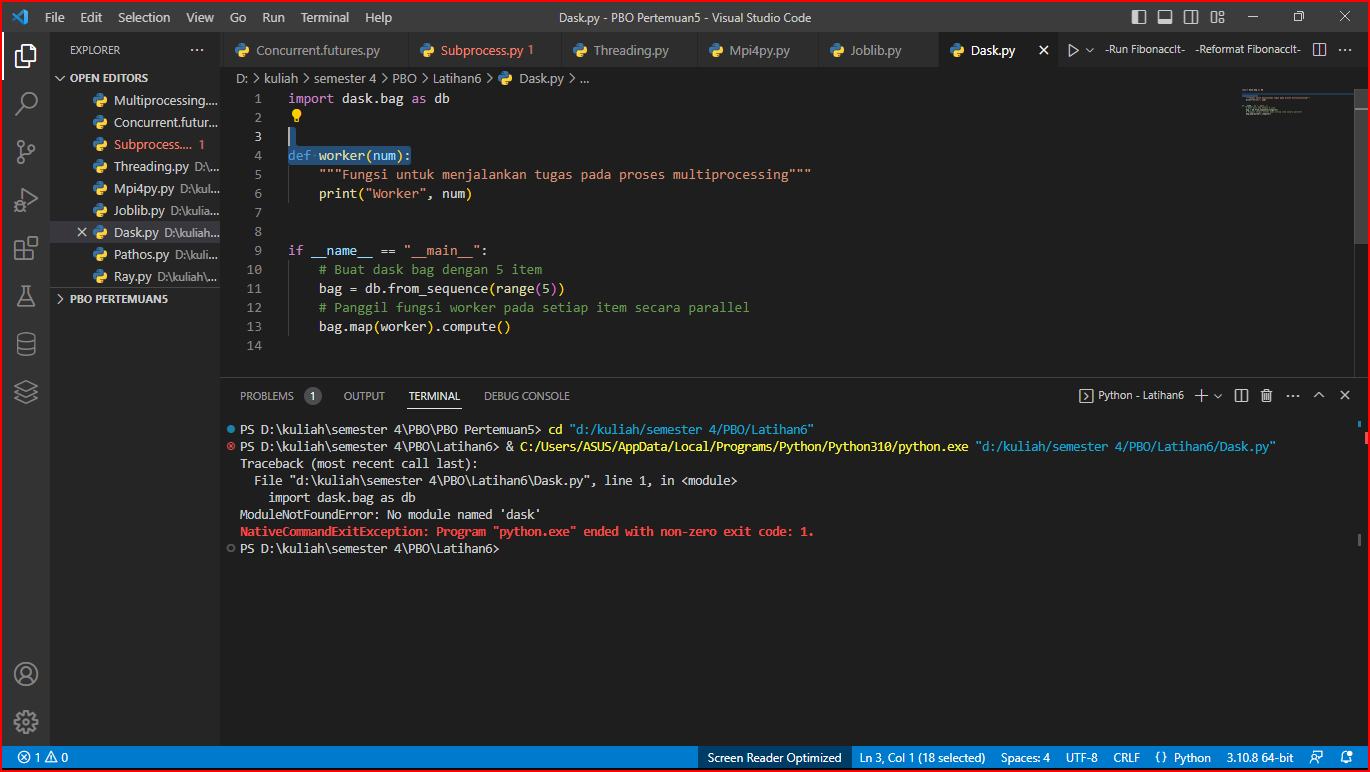 File Edit Selection View Go Run Terminal Help Dask.py - PBO Pertemuan5 - Visual Studio Code
EXPLORER ···
Concurrent.futures.py Subprocess.py 1 Threading.py Mpi4py.py Joblib.py Dask.py -Run FibonaccIt- -Reformat FibonaccIt- ···
OPEN EDITORS
Multiprocessing....
Concurrent.futur...
Subprocess.... 1
Threading.py D:\...
Mpi4py.py D:\kul...
Joblib.py D:\kulia...
Dask.py D:\kuliah...
Pathos.py D:\kuli...
Ray.py D:\kuliah\...
PBO PERTEMUAN5
D: > kuliah > semester 4 > PBO > Latihan6 > Dask.py > ...
1 import dask.bag as db
2
3
4 def worker(num):
5 """Fungsi untuk menjalankan tugas pada proses multiprocessing"""
6 print("Worker", num)
7
8
9 if __name__ == "__main__":
10 # Buat dask bag dengan 5 item
11 bag = db.from_sequence(range(5))
12 # Panggil fungsi worker pada setiap item secara parallel
13 bag.map(worker).compute()
14
PROBLEMS 1 OUTPUT TERMINAL DEBUG CONSOLE Python - Latihan6 ···
PS D:\kuliah\semester 4\PBO\PBO Pertemuan5> cd "d:/kuliah/semester 4/PBO/Latihan6"
PS D:\kuliah\semester 4\PBO\Latihan6> & C:/Users/ASUS/AppData/Local/Programs/Python/Python310/python.exe "d:/kuliah/semester 4/PBO/Latihan6/Dask.py"
Traceback (most recent call last):
File "d:\kuliah\semester 4\PBO\Latihan6\Dask.py", line 1, in <module>
import dask.bag as db
ModuleNotFoundError: No module named 'dask'
NativeCommandExitException: Program "python.exe" ended with non-zero exit code: 1.
PS D:\kuliah\semester 4\PBO\Latihan6>
1 0 Screen Reader Optimized Ln 3, Col 1 (18 selected) Spaces: 4 UTF-8 CRLF {} Python 3.10.8 64-bit